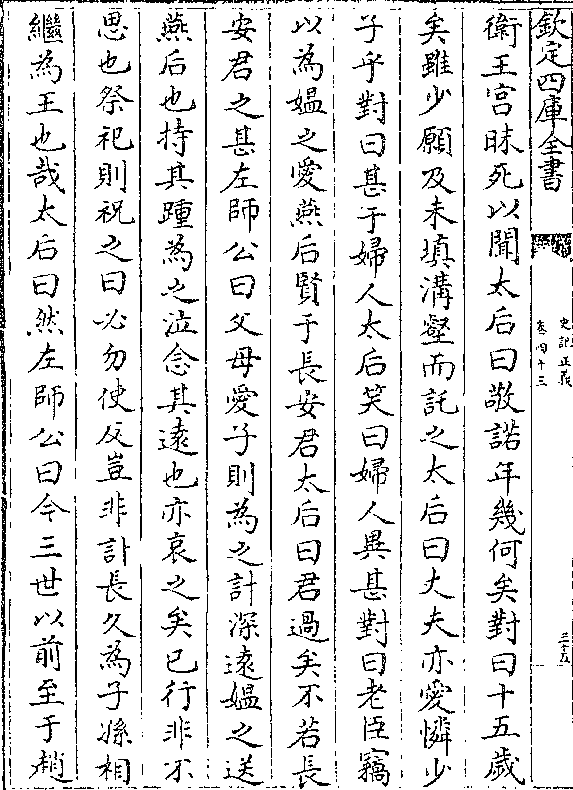 欽定四庫全書
史記正義
卷四十三
三十五
衛王宫昧死以聞太后曰敬諾年幾何矣對曰十五歲
矣雖少願及未填溝壑而託之太后曰丈夫亦愛憐少
子乎對曰甚于婦人太后笑曰婦人異甚對曰老臣竊
以為媪之愛燕后賢于長安君太后曰君過矣不若長
安君之甚左師公曰父母愛子則為之計深遠媪之送
燕后也持其踵為之泣念其遠也亦哀之矣已行非不
思也祭祀則祝之曰必勿使反豈非計長久為子孫相
繼為王也哉太后曰然左師公曰今三世以前至于趙